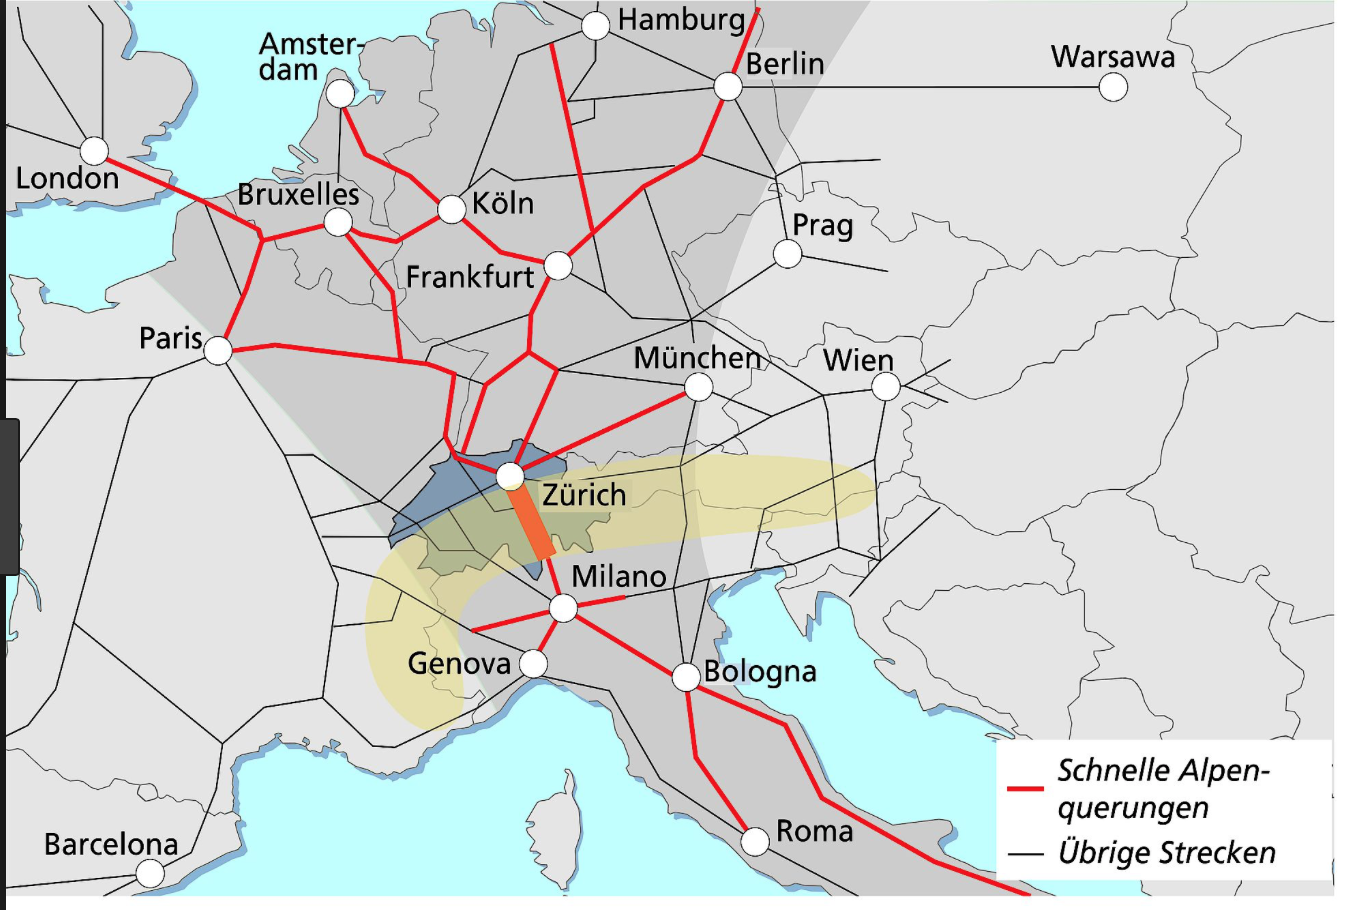 Hamburg
Amster-
dam
Berlin
Warsawa
London
Bruxelles
Köln
Prag
Frankfurt
Paris
München
Wien
Zürich
Milano
Genova
Bologna
Schnelle Alpen-
querungen
Roma
Übrige Strecken
Barcelona